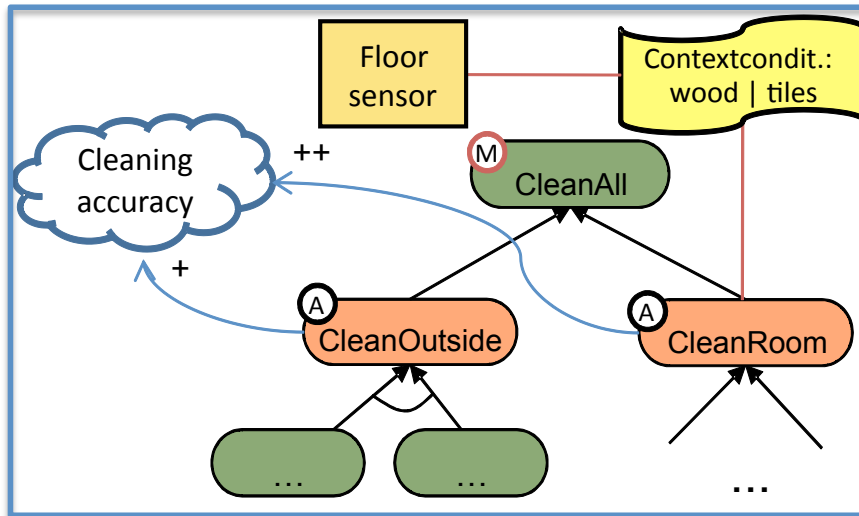 Floor
sensor
Contextcondit.:
wood | tiles
Cleaning
accuracy
++
M
CleanAll
+
A
CleanOutside
A
CleanRoom
...
...
...